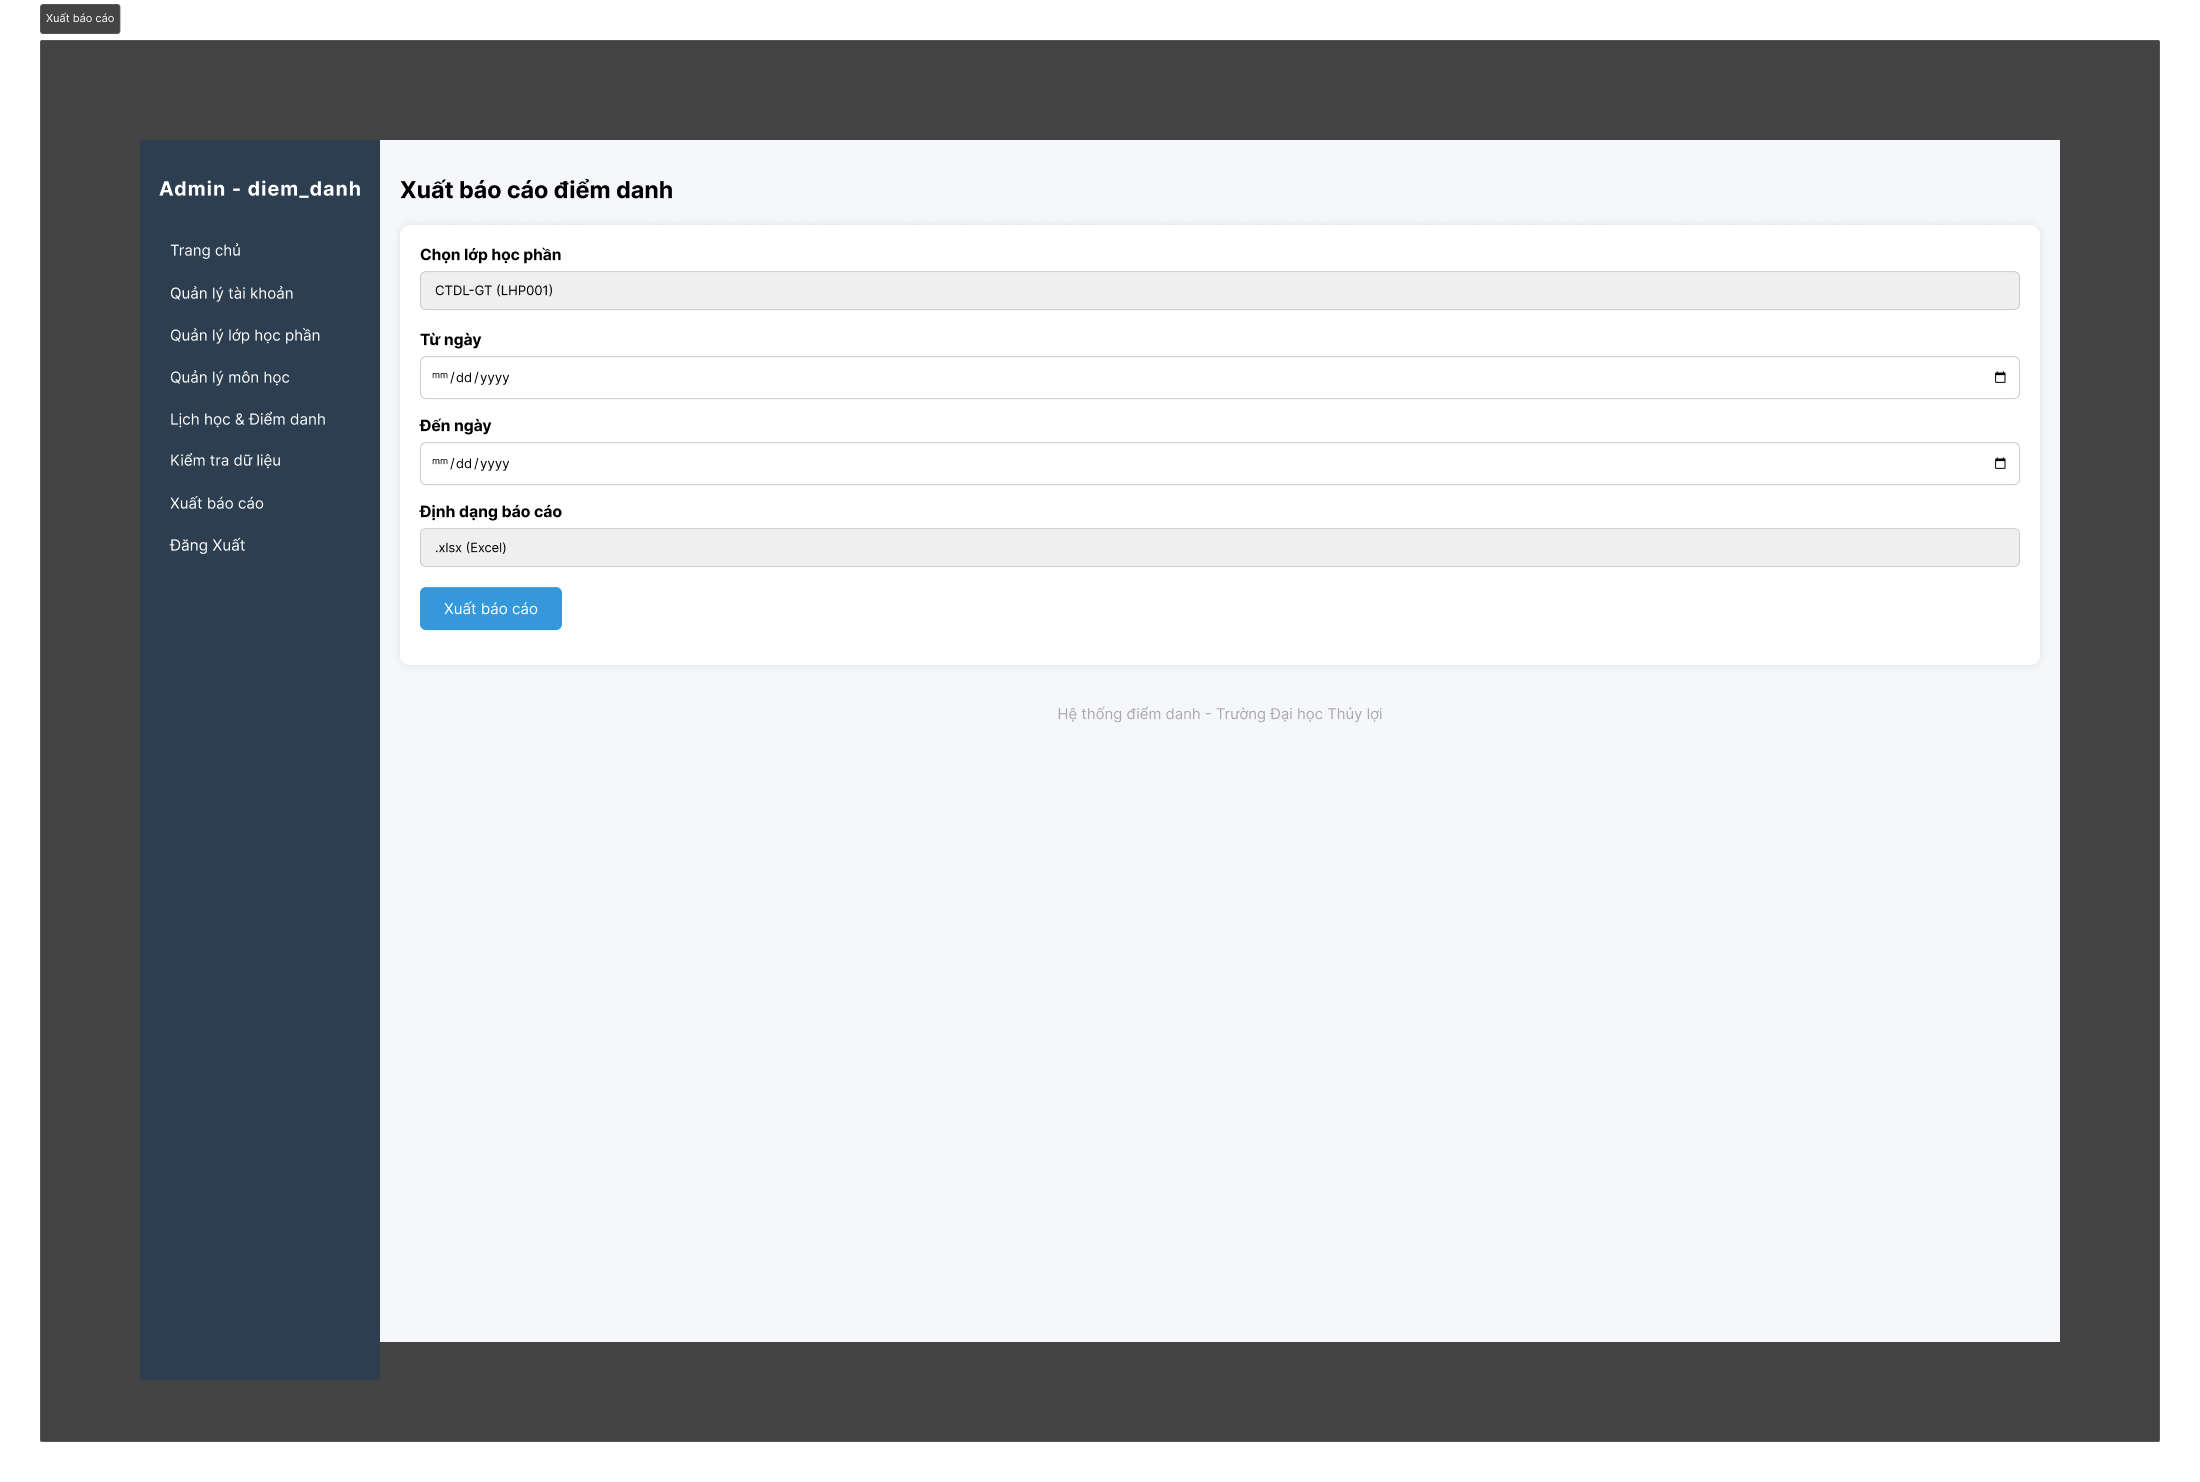 Xuất báo cáo
Admin - diem_danh
Trang chủ
Quản lý tài khoản
Quản lý lớp học phần
Quản lý môn học
Lịch học & Điểm danh
Kiểm tra dữ liệu
Xuất báo cáo
Đăng Xuất
Xuất báo cáo điểm danh
Chọn lớp học phần
CTDL-GT (LHP001)
Từ ngày
mm/dd/yyyy
Đến ngày
mm/dd/yyyy
Định dạng báo cáo
.xlsx (Excel)
Xuất báo cáo
Hệ thống điểm danh - Trường Đại học Thủy lợi